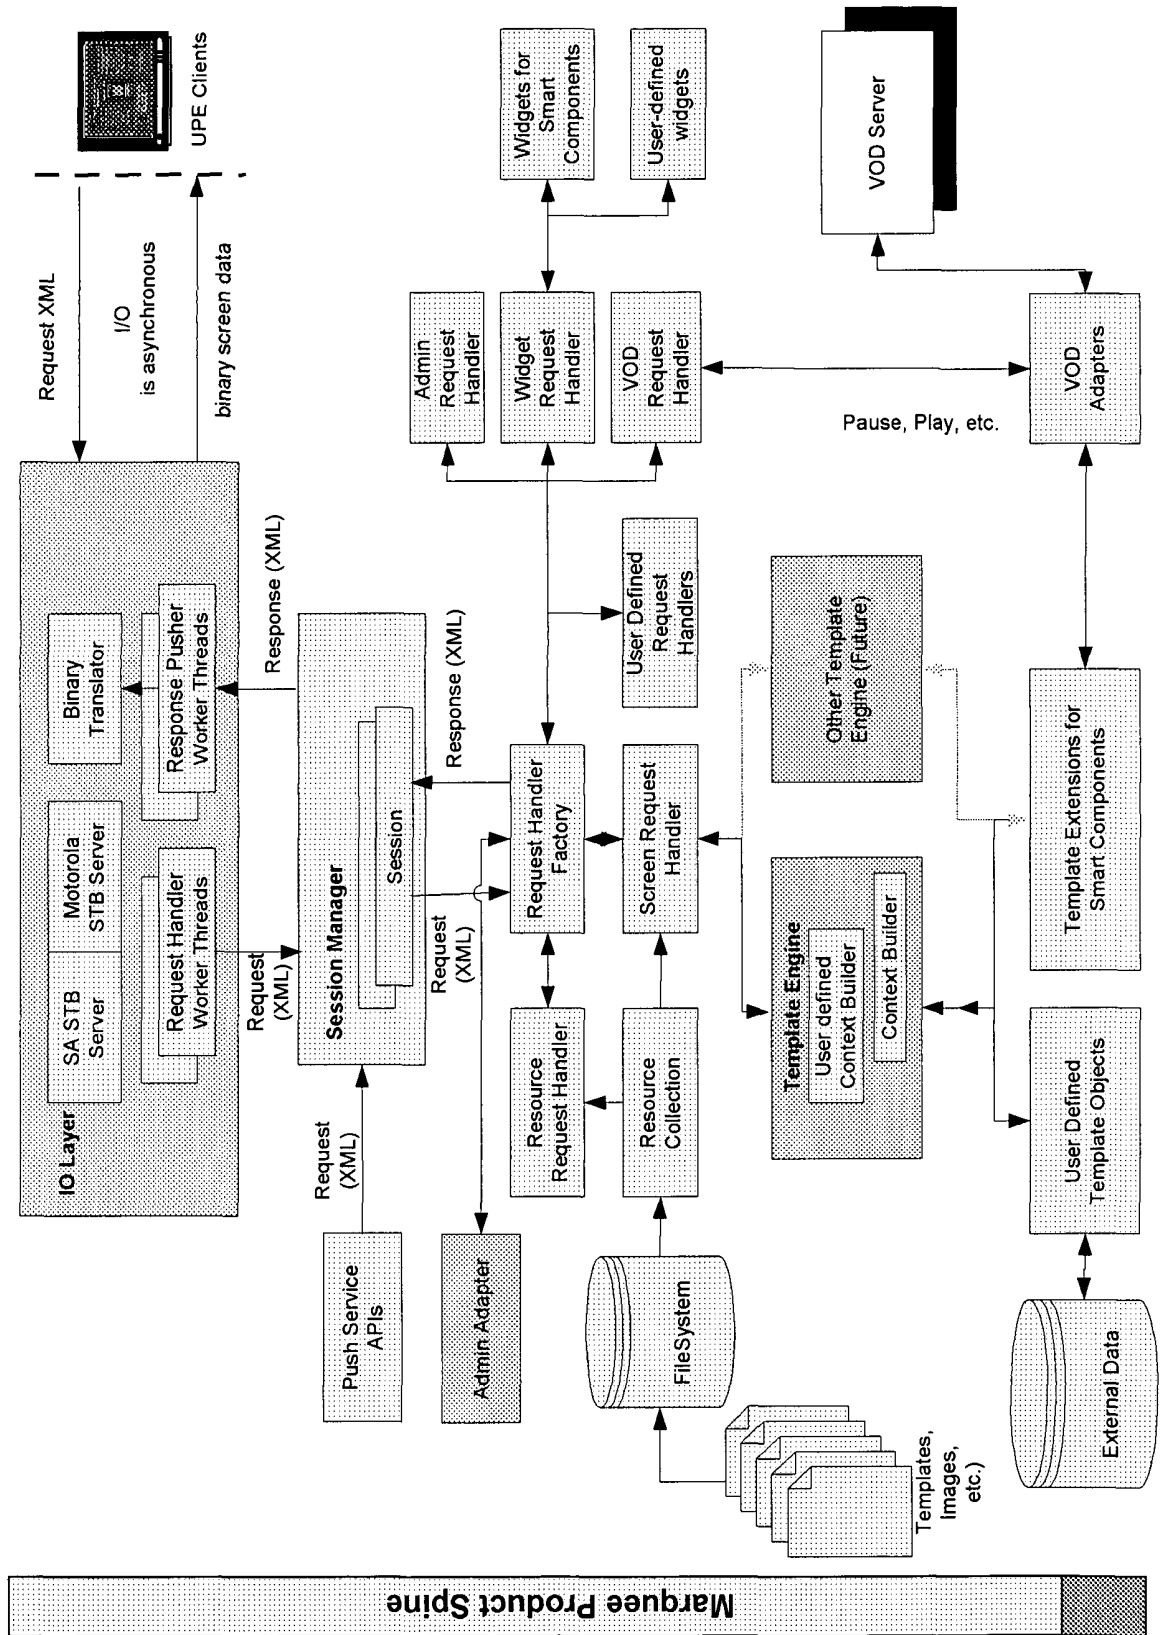 Marquee Product Spine
IO Layer
SA STB
Server
Motorola
STB Server
Binary
Translator
Request Handler
Worker Threads
Response Pusher
Worker Threads
Request XML
I/O
is asynchronous
binary screen data
UPE Clients
Request
(XML)
Response (XML)
Push Service
APIs
Request
(XML)
Session Manager
Session
Admin Adapter
Request
(XML)
Response (XML)
Admin
Request
Handler
Widget
Request
Handler
VOD
Request
Handler
Widgets for
Smart
Components
User-defined
widgets
Resource
Request Handler
Request Handler
Factory
User Defined
Request
Handlers
FileSystem
Resource
Collection
Screen Request
Handler
Templates,
Images,
etc.)
Template Engine
User defined
Context Builder
Context Builder
Other Template
Engine (Future)
Pause, Play, etc.
VOD Server
External Data
User Defined
Template Objects
Template Extensions for
Smart Components
VOD
Adapters